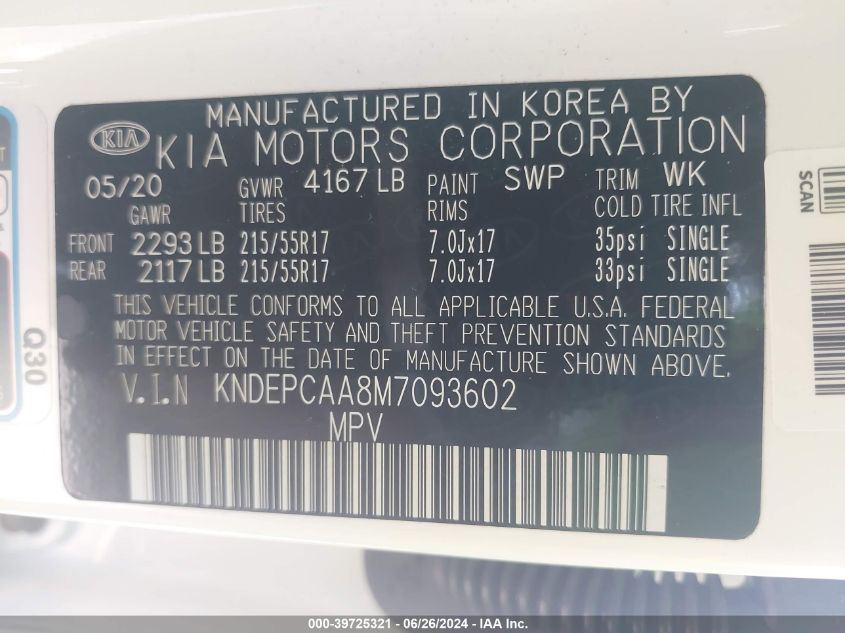 MANUFACTURED IN KOREA BY
KIA KIA MOTORS CORPORATION
05/20 GVWR 4167 LB PAINT SWP TRIM WK
GAWR TIRES RIMS COLD TIRE INFL
FRONT 2293 LB 215/55R17 7.0Jx17 35psi SINGLE
REAR 2117 LB 215/55R17 7.0Jx17 33psi SINGLE
THIS VEHICLE CONFORMS TO ALL APPLICABLE U.S.A. FEDERAL
MOTOR VEHICLE SAFETY AND THEFT PREVENTION STANDARDS
IN EFFECT ON THE DATE OF MANUFACTURE SHOWN ABOVE.
V.I.N KNDEPCAA8M7093602
MPV
Q30
SCAN
000-39725321 - 06/26/2024 - IAA Inc.